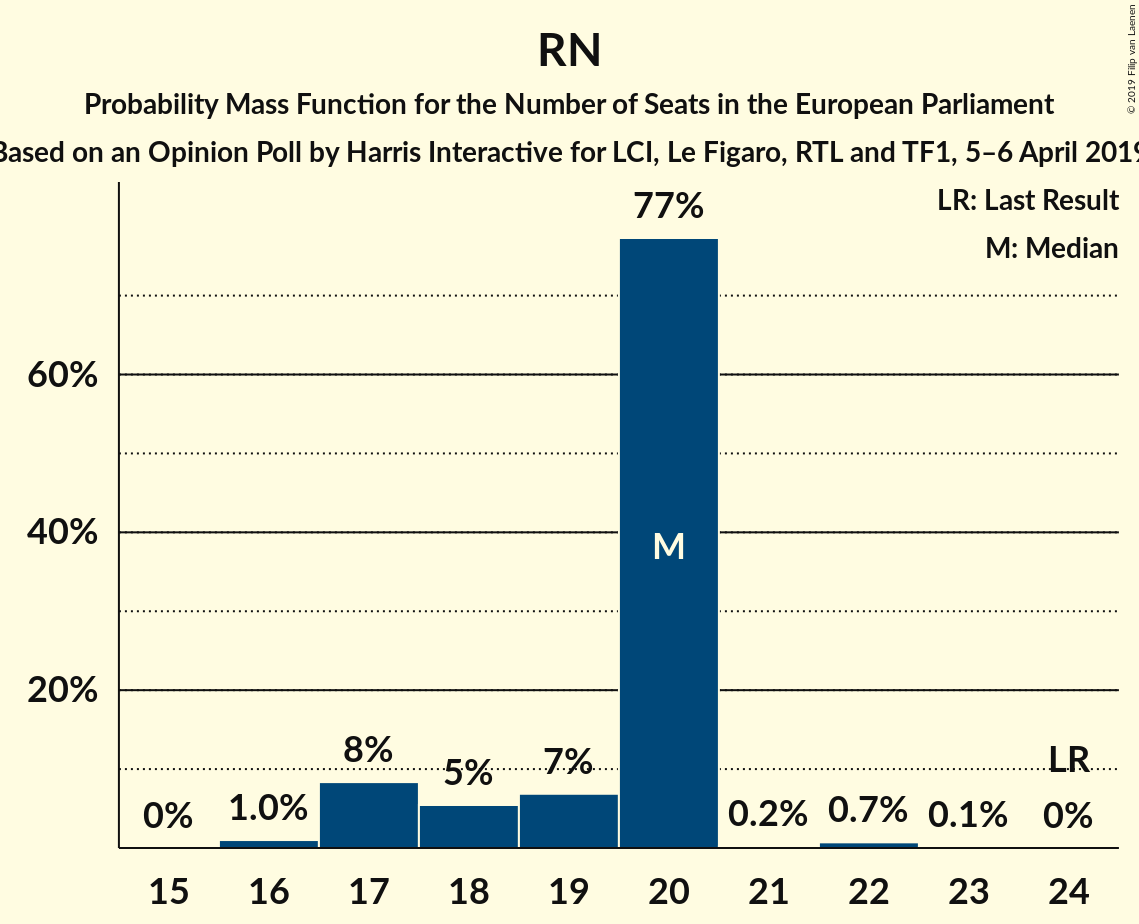 RN
Probability Mass Function for the Number of Seats in the European Parliament
Based on an Opinion Poll by Harris Interactive for LCI, Le Figaro, RTL and TF1, 5–6 April 2019
© 2019 Filip van Laenen
LR: Last Result
M: Median
77%
60%
40%
M
20%
8%
5%
7%
LR
0%
1.0%
0.2%
0.7%
0.1%
0%
15 16 17 18 19 20 21 22 23 24